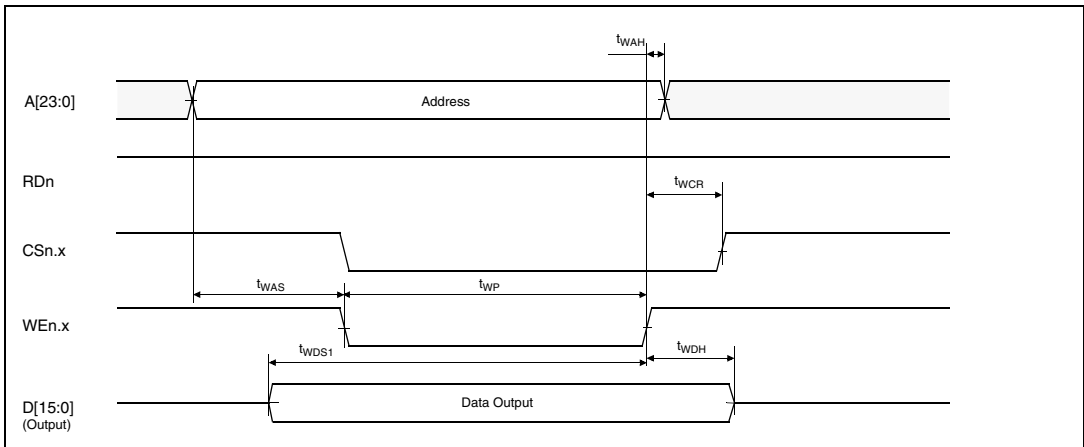 tWAH
A[23:0]
Address
RDn
tWCR
CSn.x
tWAS
tWP
WEn.x
tWDS1
tWDH
D[15:0]
Data Output
(Output)